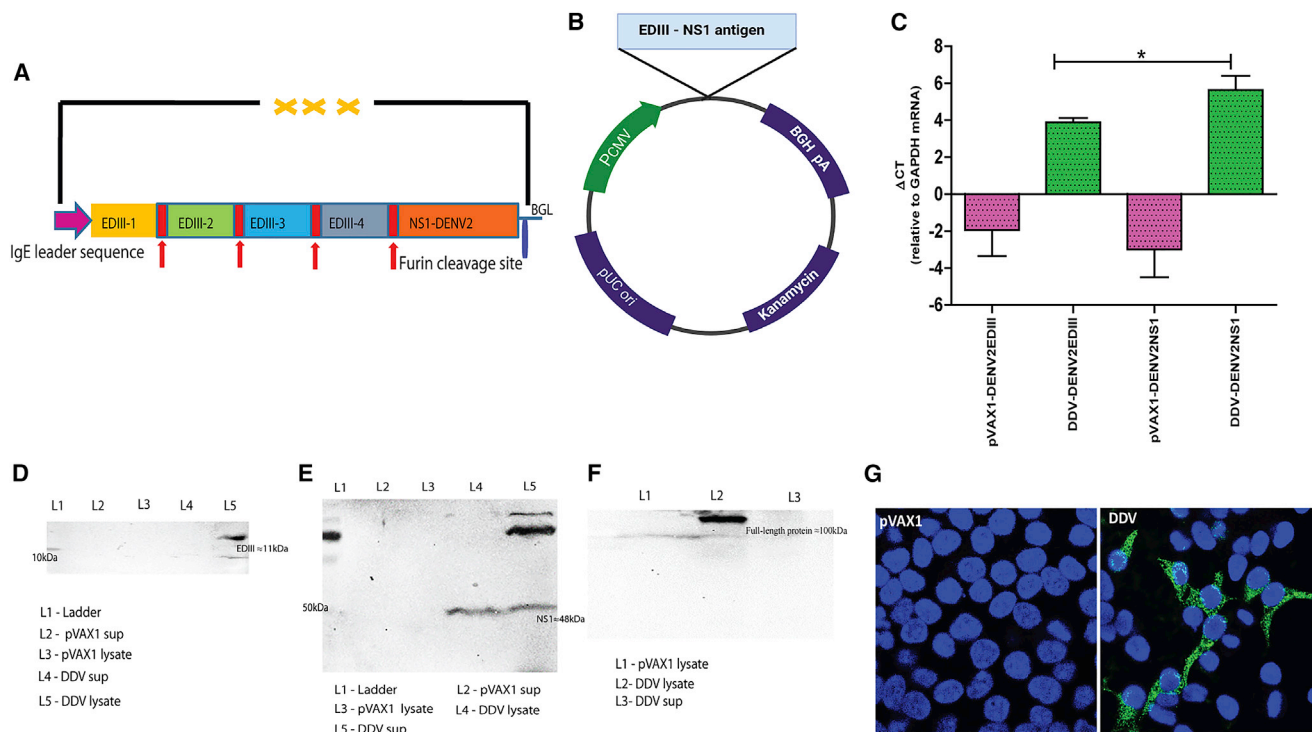 A
IgE leader sequence
EDIII-1
EDIII-2
EDIII-3
EDIII-4
NS1-DENV2
BGL
Furin cleavage site
B
EDIII - NS1 antigen
PCMV
BGH pA
pUC ori
Kanamycin
C
*
ΔCT
(relative to GAPDH mRNA)
8
6
4
2
0
-2
-4
-6
pVAX1-DENV2EDIII
DDV-DENV2EDIII
pVAX1-DENV2NS1
DDV-DENV2NS1
D
L1 L2 L3 L4 L5
10kDa
EDIII ≈11kDa
L1 - Ladder
L2 - pVAX1 sup
L3 - pVAX1 lysate
L4 - DDV sup
L5 - DDV lysate
E
L1 L2 L3 L4 L5
50kDa
NS1≈48kDa
L1 - Ladder
L2 - pVAX1 sup
L3 - pVAX1 lysate
L4 - DDV lysate
L5 - DDV sup
F
L1 L2 L3
Full-length protein ≈100kDa
L1 - pVAX1 lysate
L2- DDV lysate
L3- DDV sup
G
pVAX1
DDV